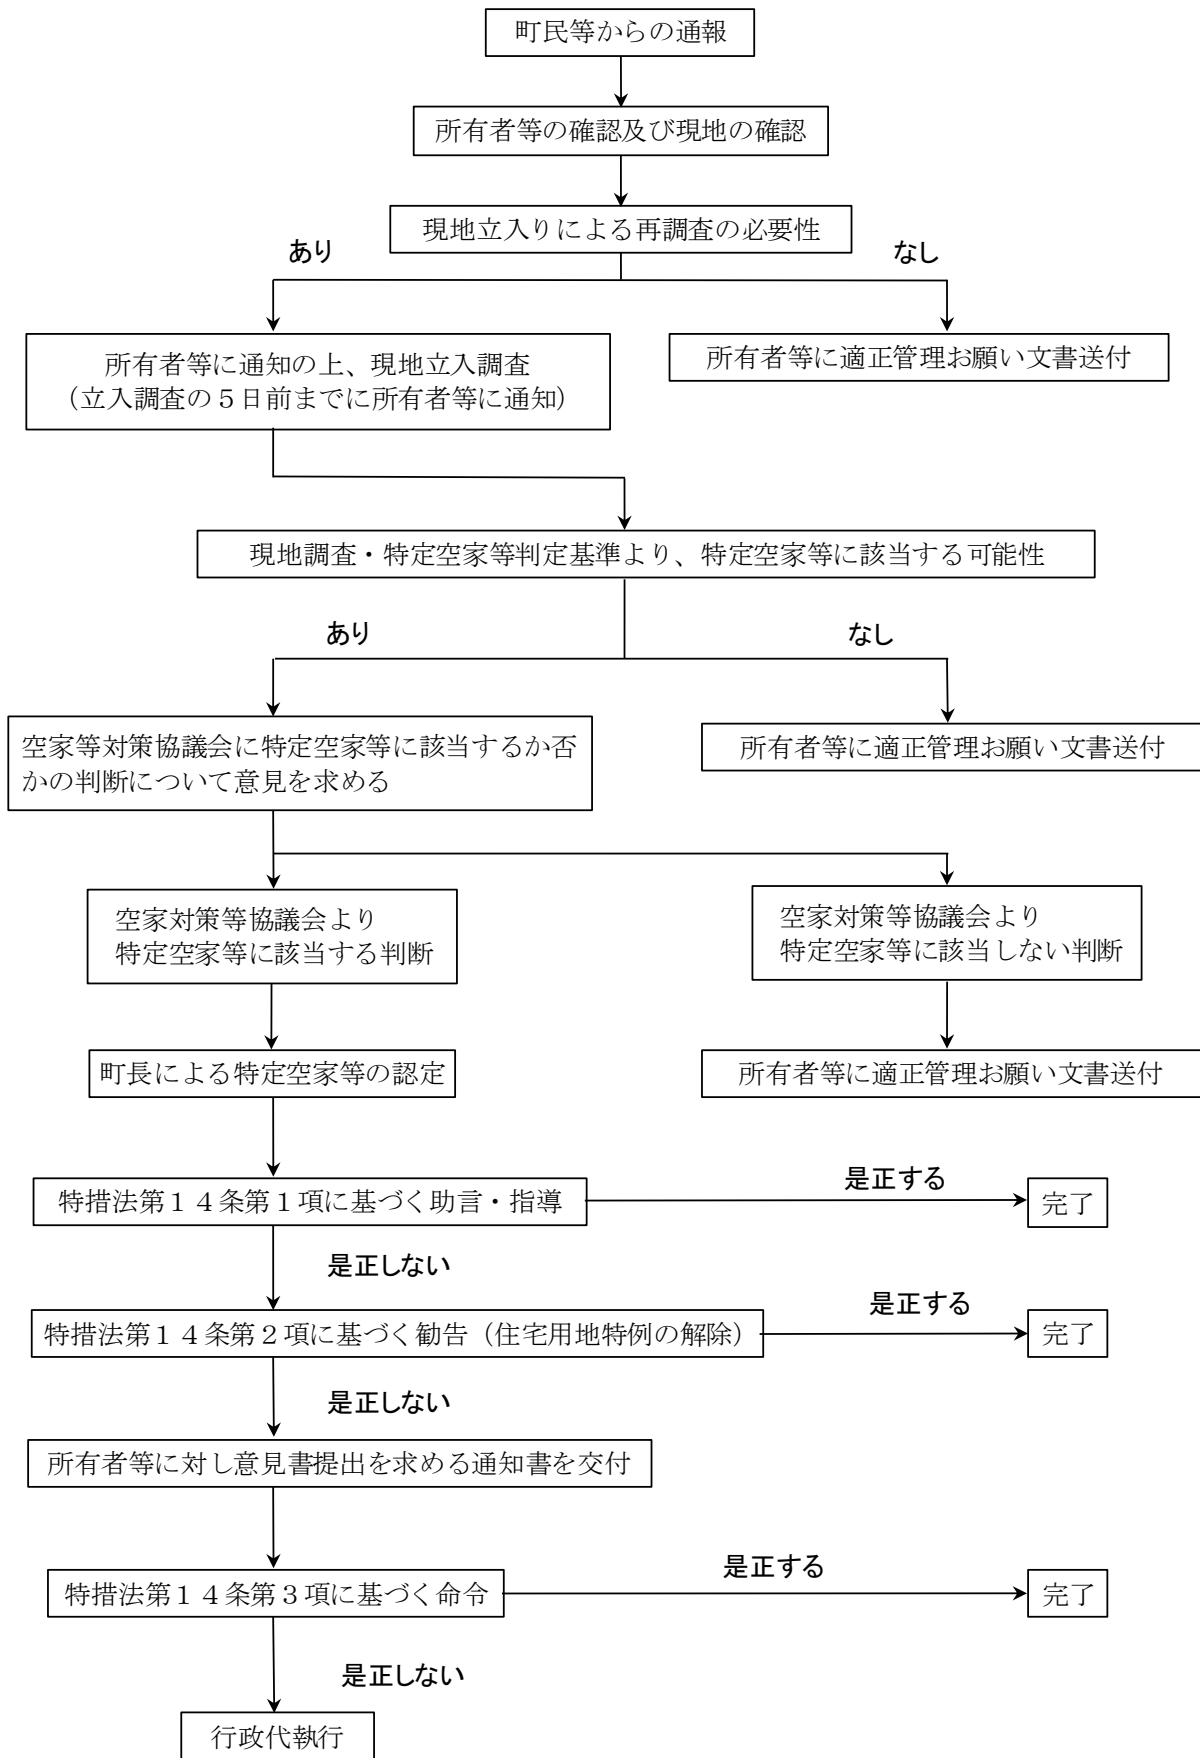 町民等からの通報
所有者等の確認及び現地の確認
現地立入りによる再調査の必要性
あり
なし
所有者等に通知の上、現地立入調査
（立入調査の５日前までに所有者等に通知）
所有者等に適正管理お願い文書送付
現地調査・特定空家等判定基準より、特定空家等に該当する可能性
あり
なし
空家等対策協議会に特定空家等に該当するか否
かの判断について意見を求める
所有者等に適正管理お願い文書送付
空家対策等協議会より
特定空家等に該当する判断
空家対策等協議会より
特定空家等に該当しない判断
町長による特定空家等の認定
所有者等に適正管理お願い文書送付
特措法第１４条第１項に基づく助言・指導
是正する
完了
是正しない
特措法第１４条第２項に基づく勧告（住宅用地特例の解除）
是正する
完了
是正しない
所有者等に対し意見書提出を求める通知書を交付
特措法第１４条第３項に基づく命令
是正する
完了
是正しない
行政代執行